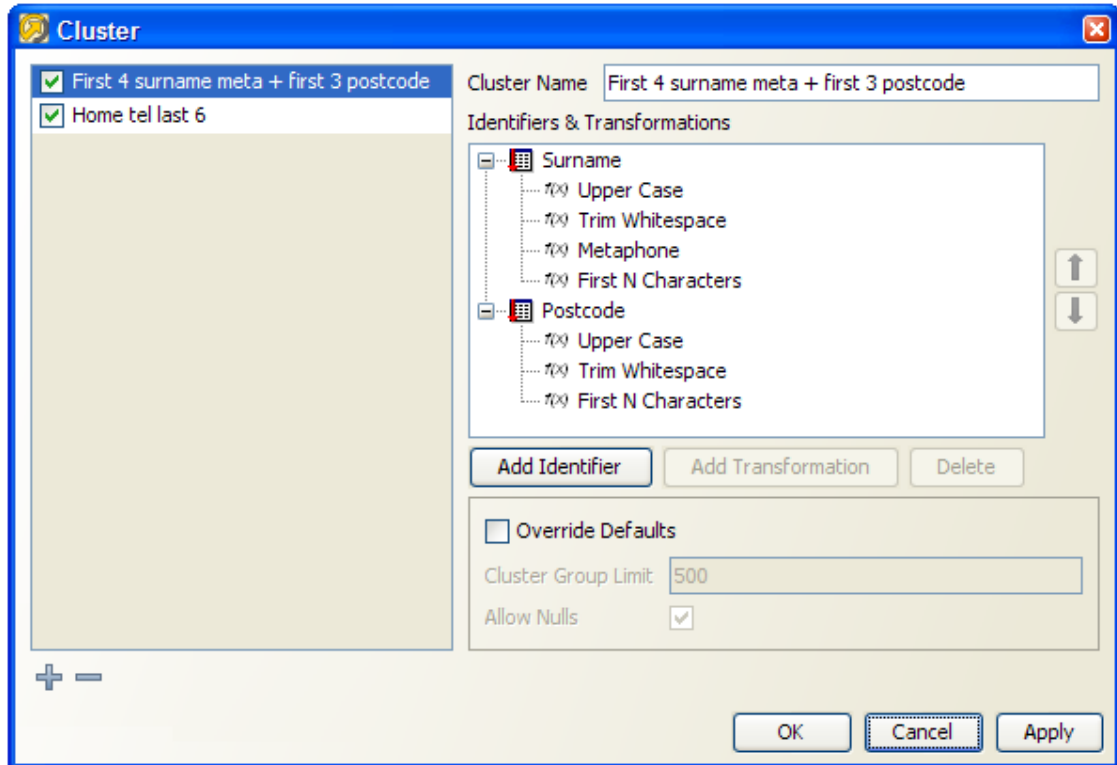 Cluster
First 4 surname meta + first 3 postcode
Home tel last 6
Cluster Name First 4 surname meta + first 3 postcode
Identifiers & Transformations
Surname
f(x) Upper Case
f(x) Trim Whitespace
f(x) Metaphone
f(x) First N Characters
Postcode
f(x) Upper Case
f(x) Trim Whitespace
f(x) First N Characters
Add Identifier Add Transformation Delete
Override Defaults
Cluster Group Limit 500
Allow Nulls
OK Cancel Apply